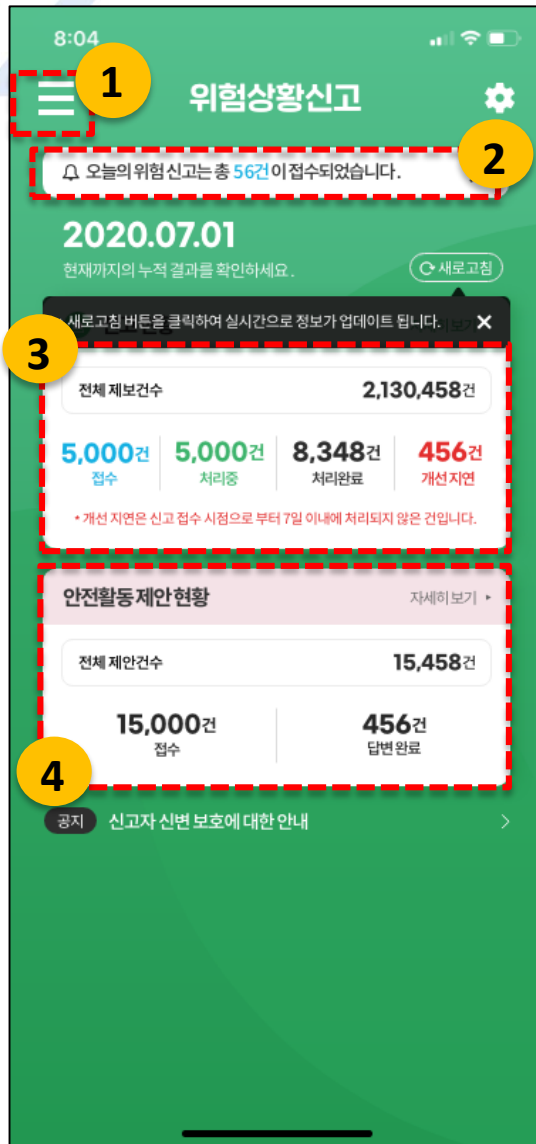 8:04
1
위험상황신고
2
오늘의 위험 신고는 총 56건이 접수되었습니다.
2020.07.01
현재까지의 누적 결과를 확인하세요.
새로고침
새로고침 버튼을 클릭하여 실시간으로 정보가 업데이트 됩니다. ×
3
전체 제보건수 2,130,458건
5,000건 5,000건 8,348건 456건
접수 처리중 처리완료 개선 지연
* 개선 지연은 신고 접수 시점으로 부터 7일 이내에 처리되지 않은 건입니다.
안전활동 제안 현황 자세히 보기
전체 제안건수 15,458건
15,000건 456건
접수 답변 완료
4
공지 신고자 신변 보호에 대한 안내